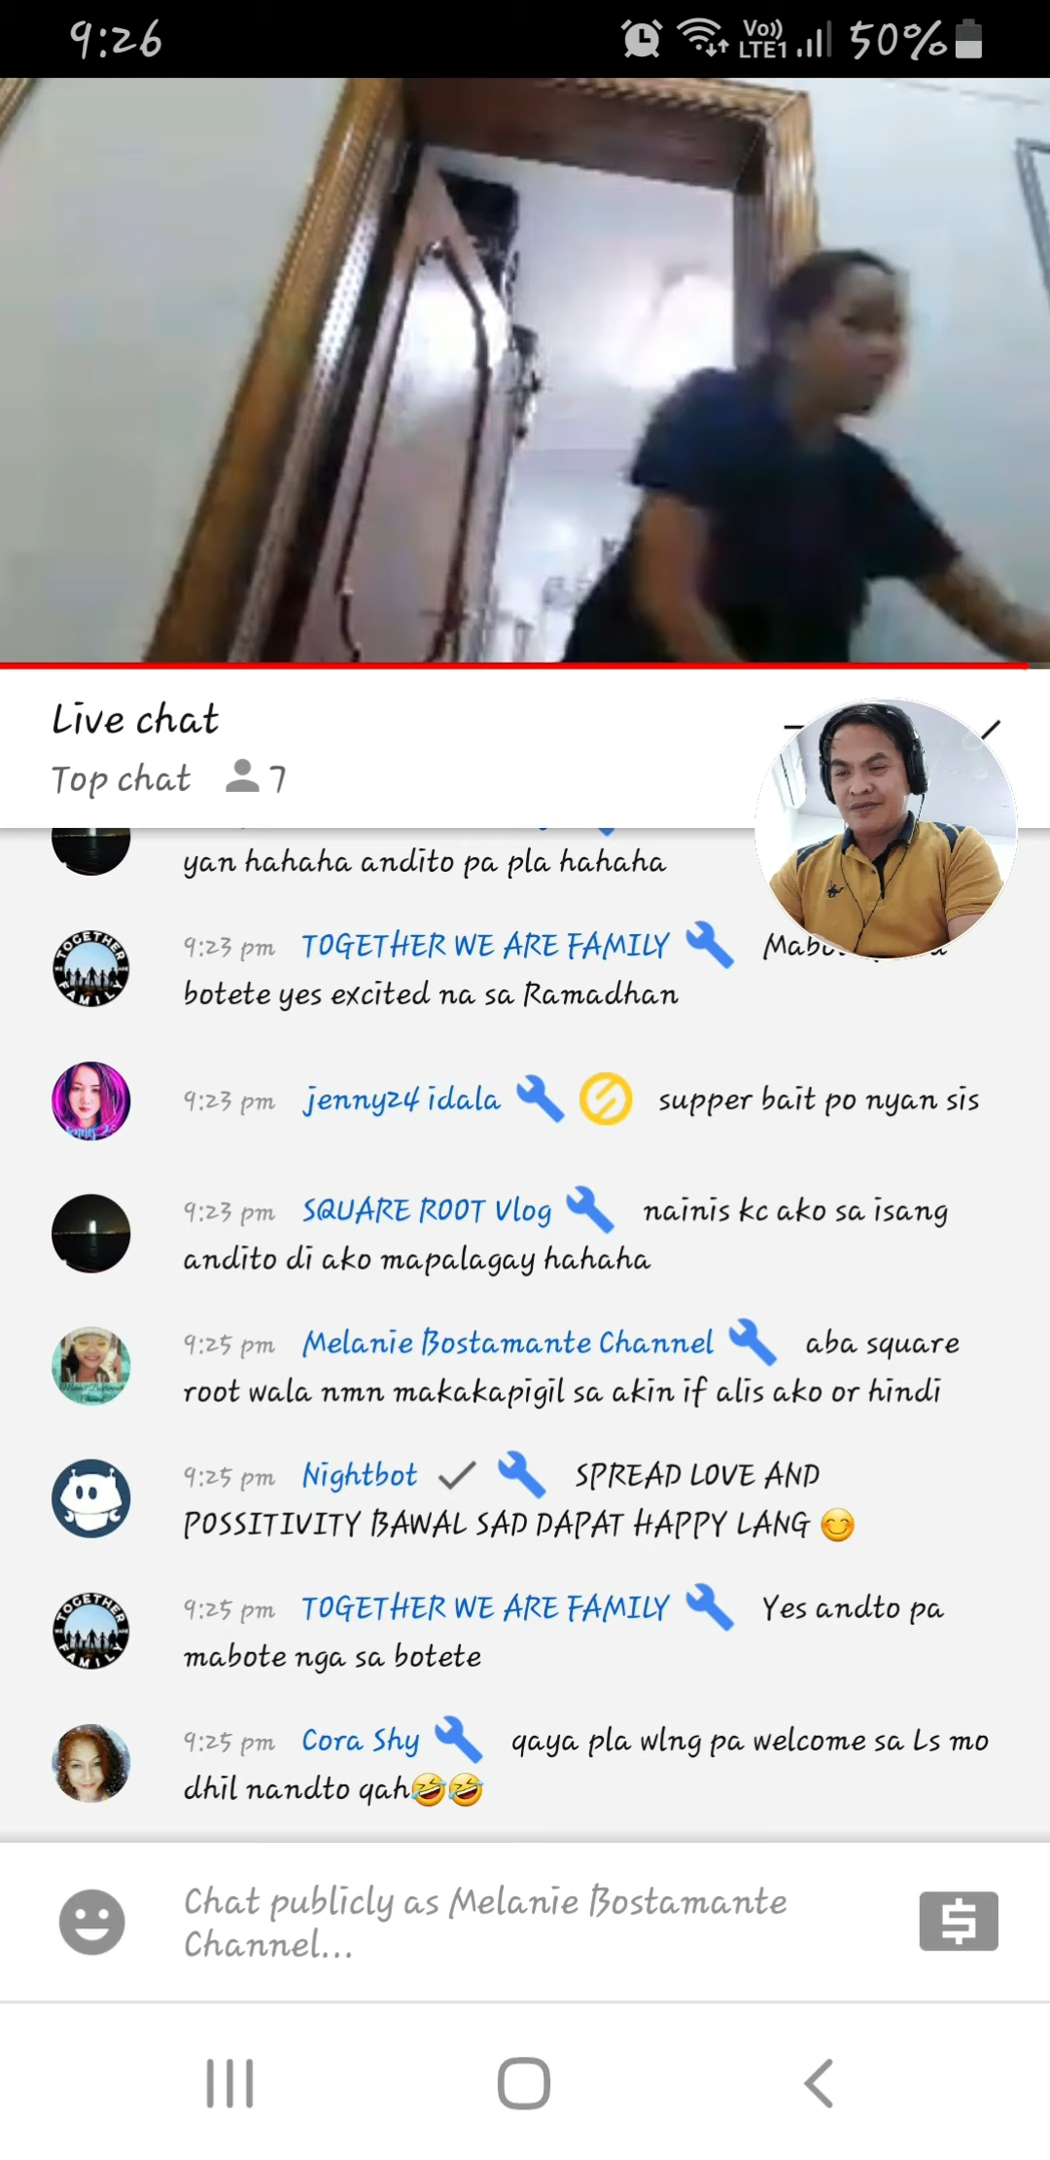 9:26 Vo)) LTE1 50%
Live chat
Top chat 7
yan hahaha andito pa pla hahaha
9:23 pm TOGETHER WE ARE FAMILY
botete yes excited na sa Ramadhan
9:23 pm jenny24 idala supper bait po nyan sis
9:23 pm SQUARE ROOT Vlog nainis kc ako sa isang
andito di ako mapalagay hahaha
9:25 pm Melanie Bostamante Channel aba square
root wala nmn makakapigil sa akin if alis ako or hindi
9:25 pm Nightbot SPREAD LOVE AND
POSSITIVITY BAWAL SAD DAPAT HAPPY LANG 😊
9:25 pm TOGETHER WE ARE FAMILY Yes andto pa
mabote nga sa botete
9:25 pm Cora Shy qaya pla wlng pa welcome sa Ls mo
dhil nandto qah🤣🤣
Chat publicly as Melanie Bostamante
Channel...